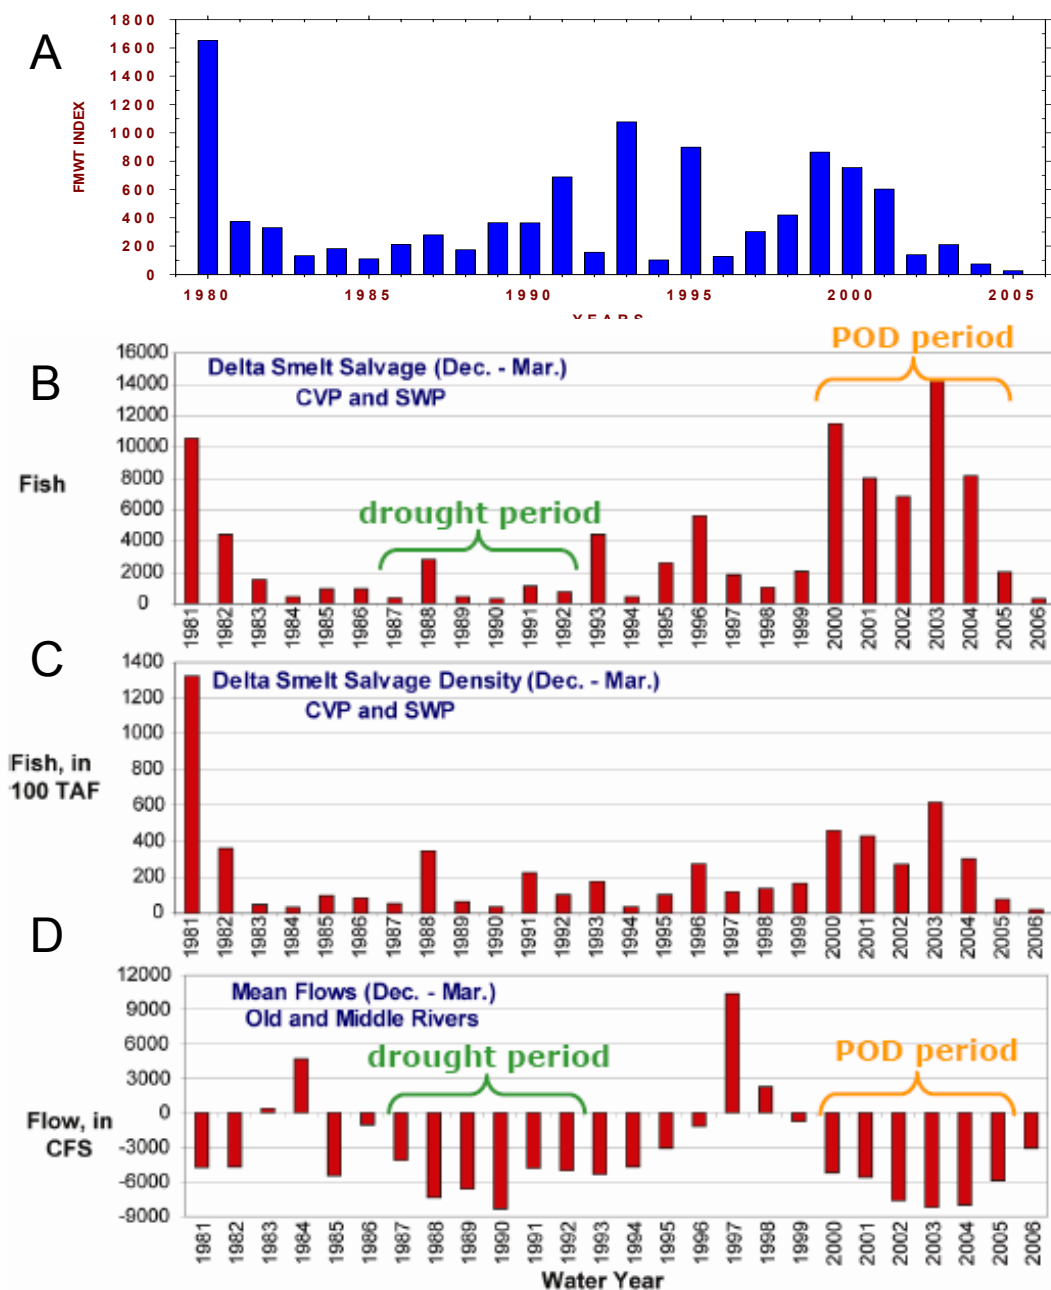 A
1800
1600
1400
1200
1000
800
600
400
200
0
FMWT INDEX
1980 1985 1990 1995 2000 2005
YEARS
B
POD period
16000
14000
12000
10000
8000
6000
4000
2000
0
Delta Smelt Salvage (Dec. - Mar.)
CVP and SWP
Fish
drought period
1981 1982 1983 1984 1985 1986 1987 1988 1989 1990 1991 1992 1993 1994 1995 1996 1997 1998 1999 2000 2001 2002 2003 2004 2005 2006
C
1400
1200
1000
800
600
400
200
0
Delta Smelt Salvage Density (Dec. - Mar.)
CVP and SWP
Fish, in
100 TAF
1981 1982 1983 1984 1985 1986 1987 1988 1989 1990 1991 1992 1993 1994 1995 1996 1997 1998 1999 2000 2001 2002 2003 2004 2005 2006
D
12000
9000
6000
3000
0
-3000
-6000
-9000
Mean Flows (Dec. - Mar.)
Old and Middle Rivers
drought period
POD period
Flow, in
CFS
1981 1982 1983 1984 1985 1986 1987 1988 1989 1990 1991 1992 1993 1994 1995 1996 1997 1998 1999 2000 2001 2002 2003 2004 2005 2006
Water Year